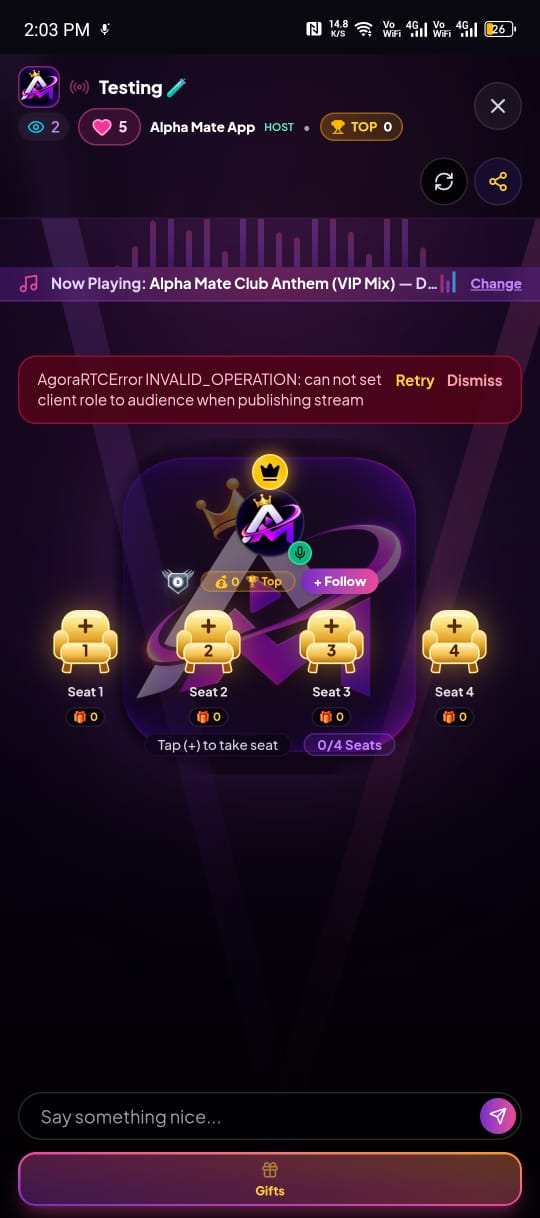 2:03 PM
14.8 K/S
Vo WiFi 4G Vo WiFi 4G 26
Testing 🧪
2 5 Alpha Mate App HOST • TOP 0
Now Playing: Alpha Mate Club Anthem (VIP Mix) — D... Change
AgoraRTCError INVALID_OPERATION: can not set
client role to audience when publishing stream
Retry Dismiss
💰 0 🏆 Top + Follow
1 2 3 4
Seat 1 Seat 2 Seat 3 Seat 4
🎁 0 🎁 0 🎁 0 🎁 0
Tap (+) to take seat 0/4 Seats
Say something nice...
Gifts